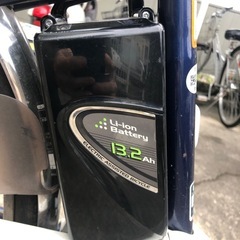 Li-ion
Battery
13.2Ah
ELECTRIC ASSISTED BICYCLE